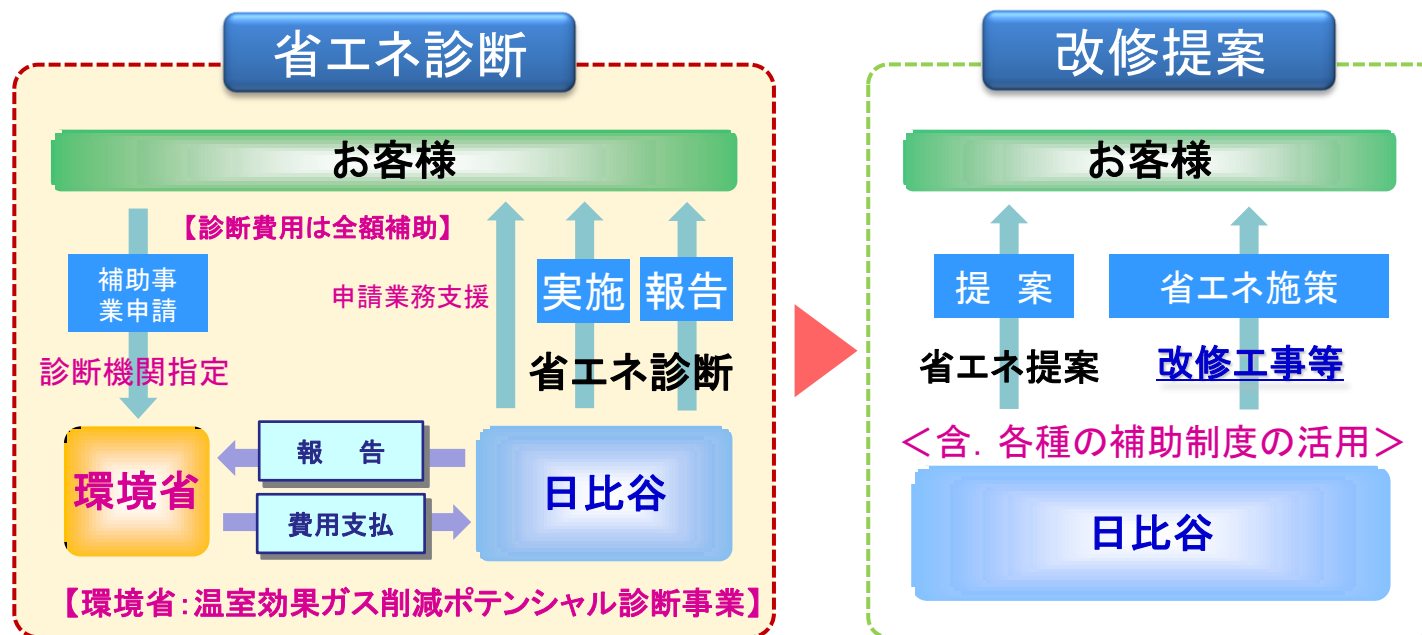 省エネ診断
お客様
【診断費用は全額補助】
補助事
業申請
申請業務支援
実施
報告
診断機関指定
省エネ診断
環境省
報　告
費用支払
日比谷
【環境省：温室効果ガス削減ポテンシャル診断事業】
改修提案
お客様
提　案
省エネ施策
省エネ提案
改修工事等
＜含．各種の補助制度の活用＞
日比谷